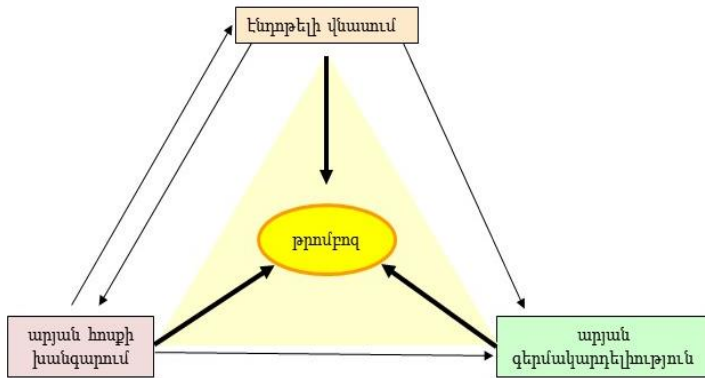 էնդոթելի վնասում
թրոմբոզ
արյան հոսքի
խանգարում
արյան
գերմակարդելիություն